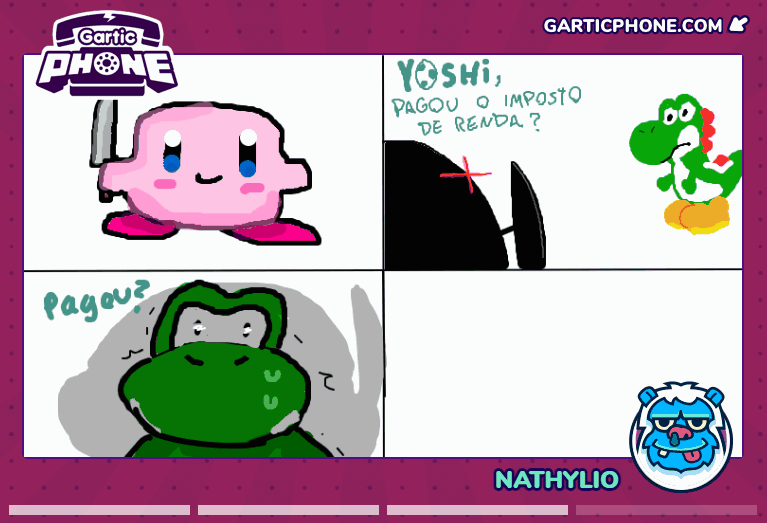 Gartic
PHONE
GARTICPHONE.COM
YOSHi,
PAGOU O IMPOSTO
DE RENDA?
Pagou?
NATHYLIO